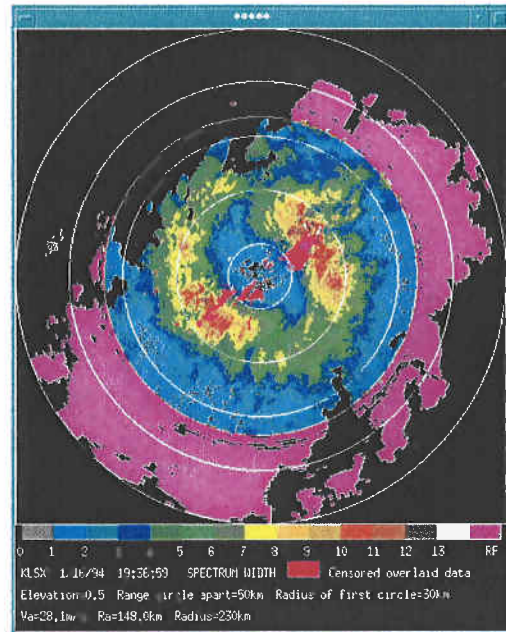 0 1 2 3 4 5 6 7 8 9 10 11 12 13 RF
KLSX 1/16/94 19:36:59 SPECTRUM WIDTH Censored overlaid data
Elevation=0.5 Range circle apart=50km Radius of first circle=30km
Va=28.1m/s Ra=148.0km Radius=230km